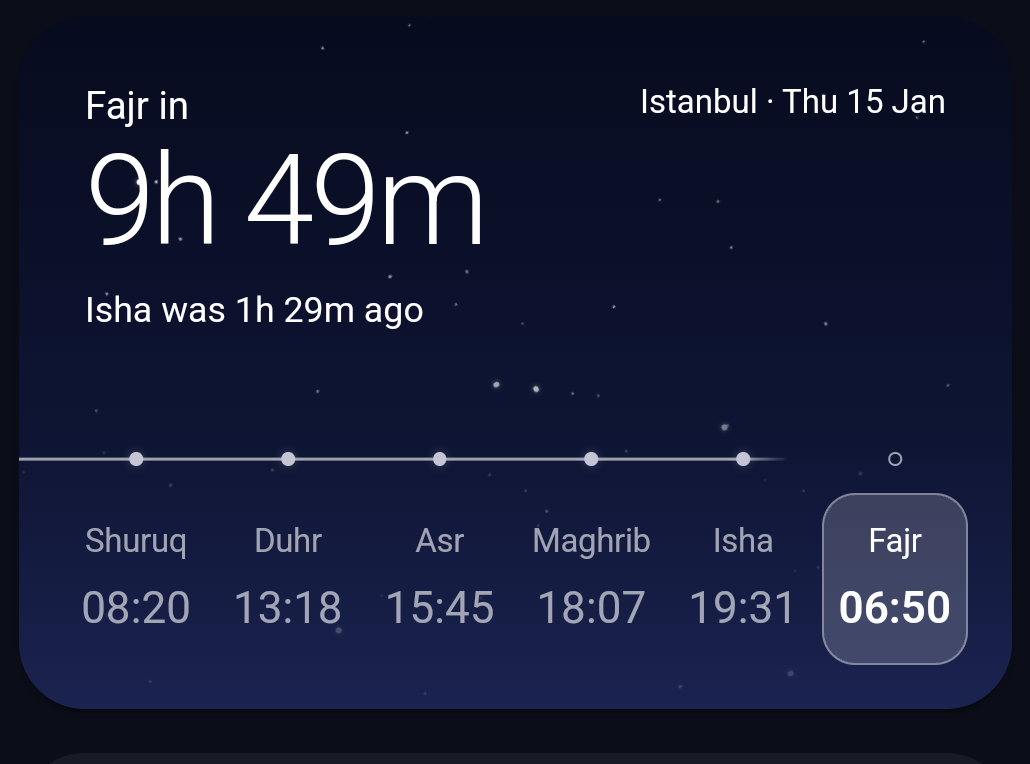 Fajr in
Istanbul · Thu 15 Jan
9h 49m
Isha was 1h 29m ago
Shuruq Duhr Asr Maghrib Isha Fajr
08:20 13:18 15:45 18:07 19:31 06:50